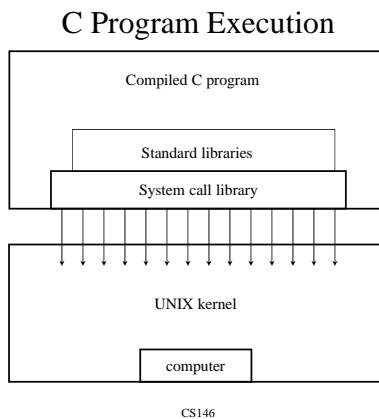 C Program Execution
Compiled C program
Standard libraries
System call library
UNIX kernel
computer
CS146